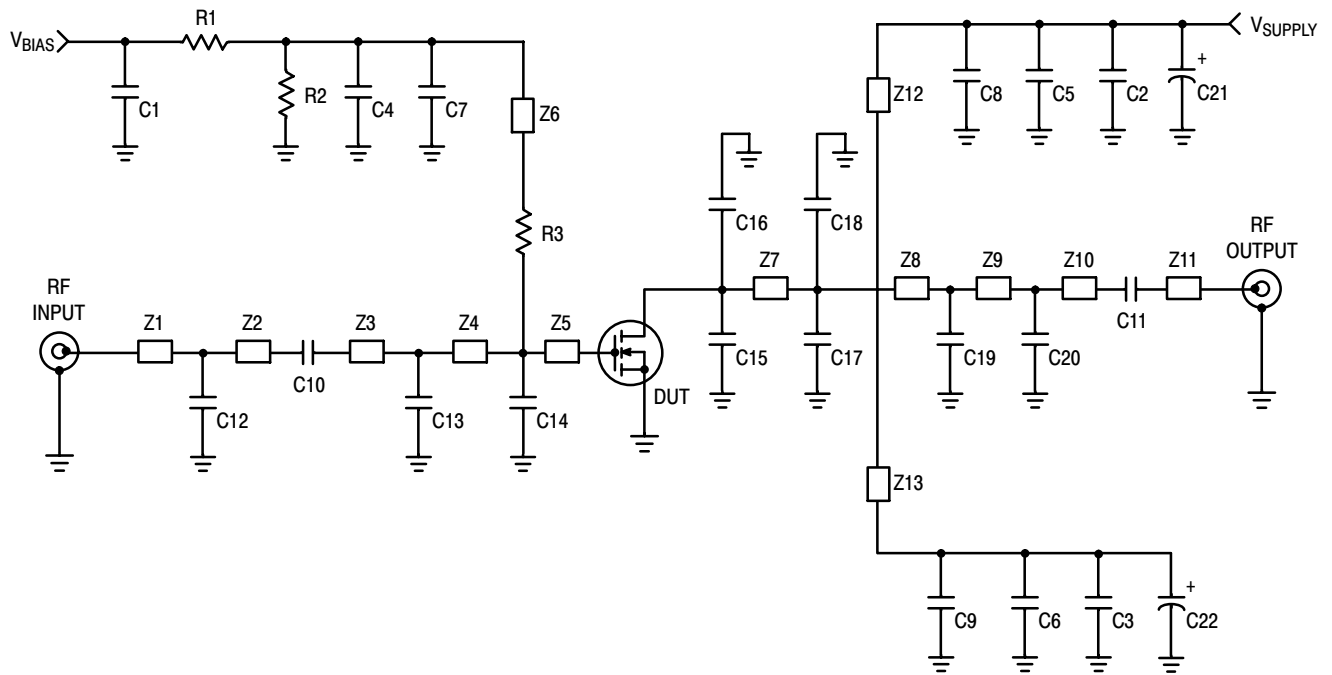 V_BIAS
R1
C1
R2
C4
C7
Z6
R3
RF
INPUT
Z1
Z2
Z3
Z4
Z5
C10
C12
C13
C14
DUT
C16
C18
Z7
C15
C17
Z12
C8
C5
C2
+
C21
V_SUPPLY
Z8
Z9
Z10
C11
Z11
RF
OUTPUT
C19
C20
Z13
C9
C6
C3
+
C22